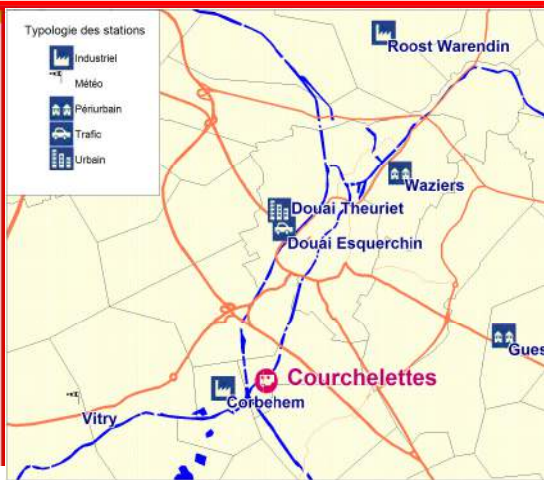 Typologie des stations
Industriel
Météo
Périurbain
Trafic
Urbain
Roost Warendin
Waziers
Douai Theuriet
Douai Esquerchin
Gues
Courchelettes
Corbehem
Vitry